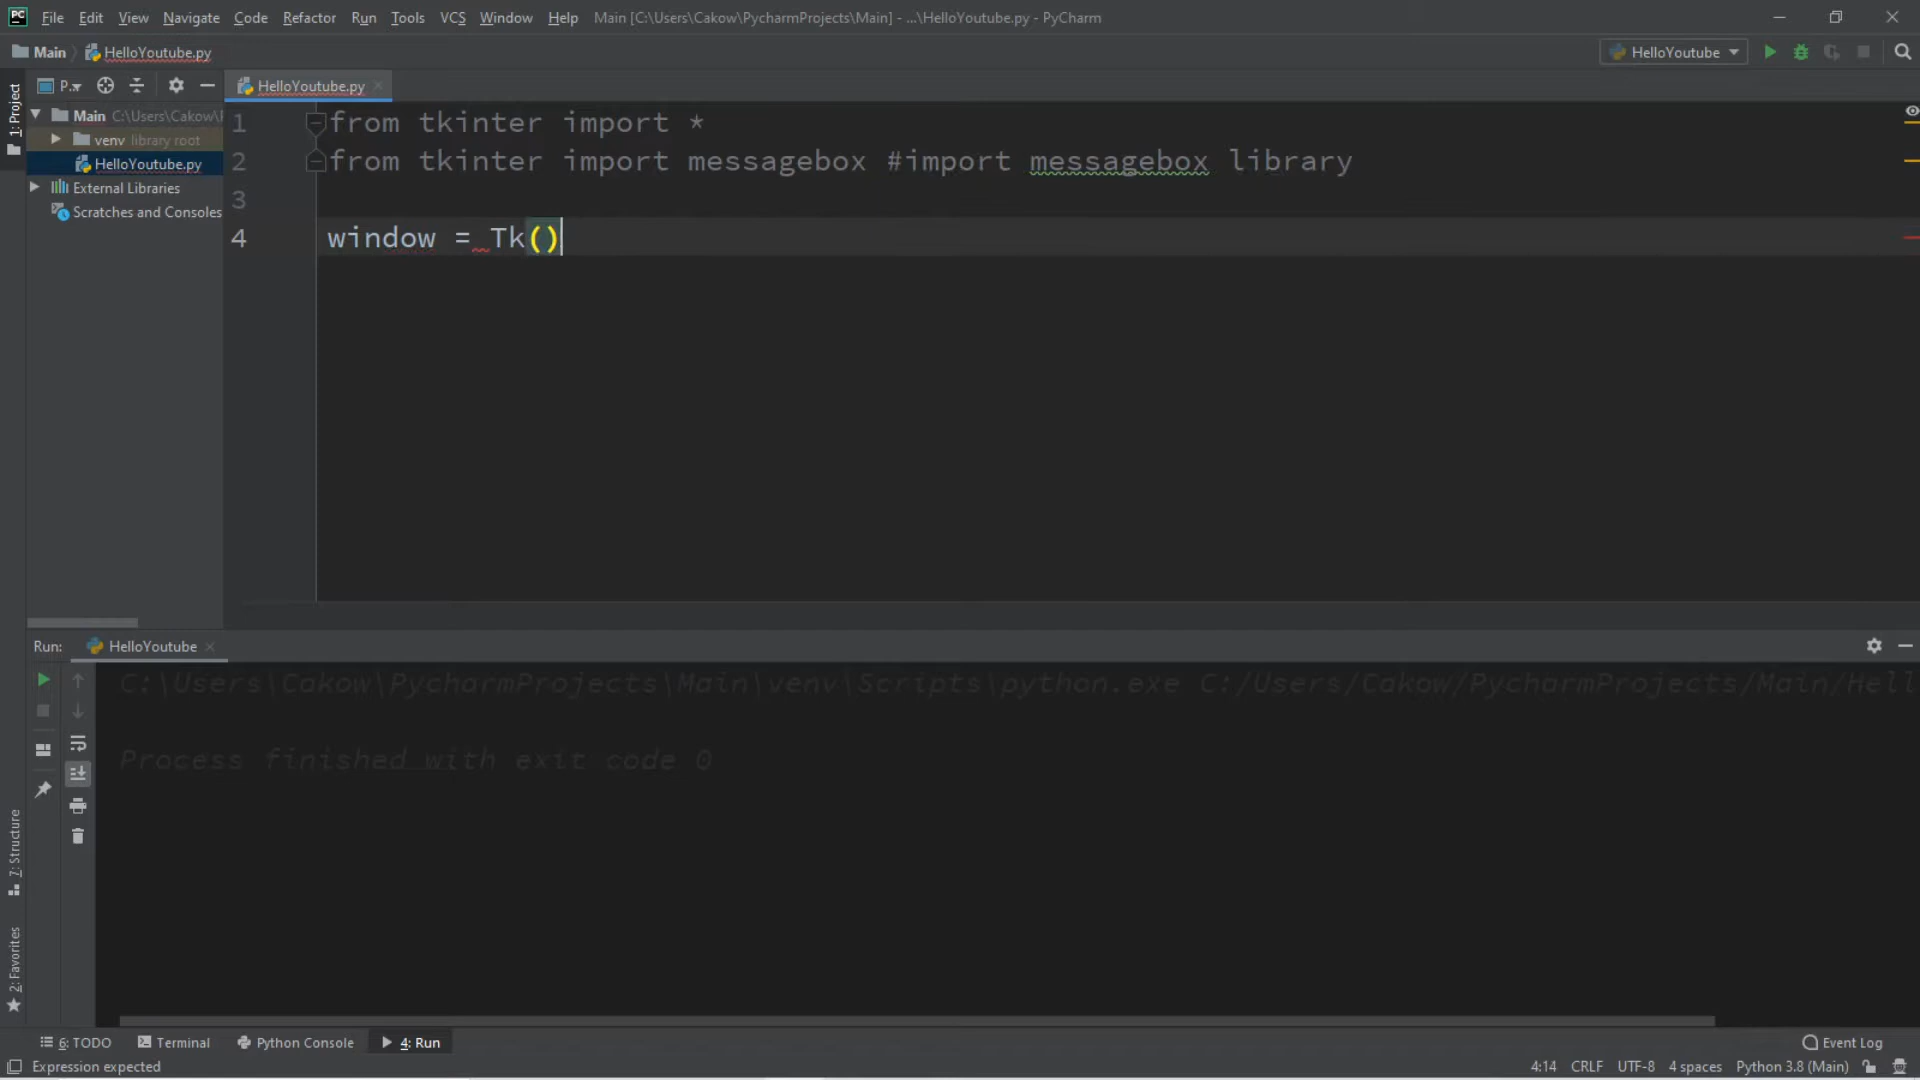 PC File Edit View Navigate Code Refactor Run Tools VCS Window Help Main [C:\Users\Cakow\PycharmProjects\Main] - ...\HelloYoutube.py - PyCharm
Main HelloYoutube.py HelloYoutube
1: Project
P.. HelloYoutube.py
Main C:\Users\Cakow\
venv library root
HelloYoutube.py
External Libraries
Scratches and Consoles
1 from tkinter import *
2 from tkinter import messagebox #import messagebox library
3
4 window = Tk()
Run: HelloYoutube
C:\Users\Cakow\PycharmProjects\Main\venv\Scripts\python.exe C:/Users/Cakow/PycharmProjects/Main/Hell
Process finished with exit code 0
7: Structure
2: Favorites
6: TODO Terminal Python Console 4: Run Event Log
Expression expected 4:14 CRLF UTF-8 4 spaces Python 3.8 (Main)